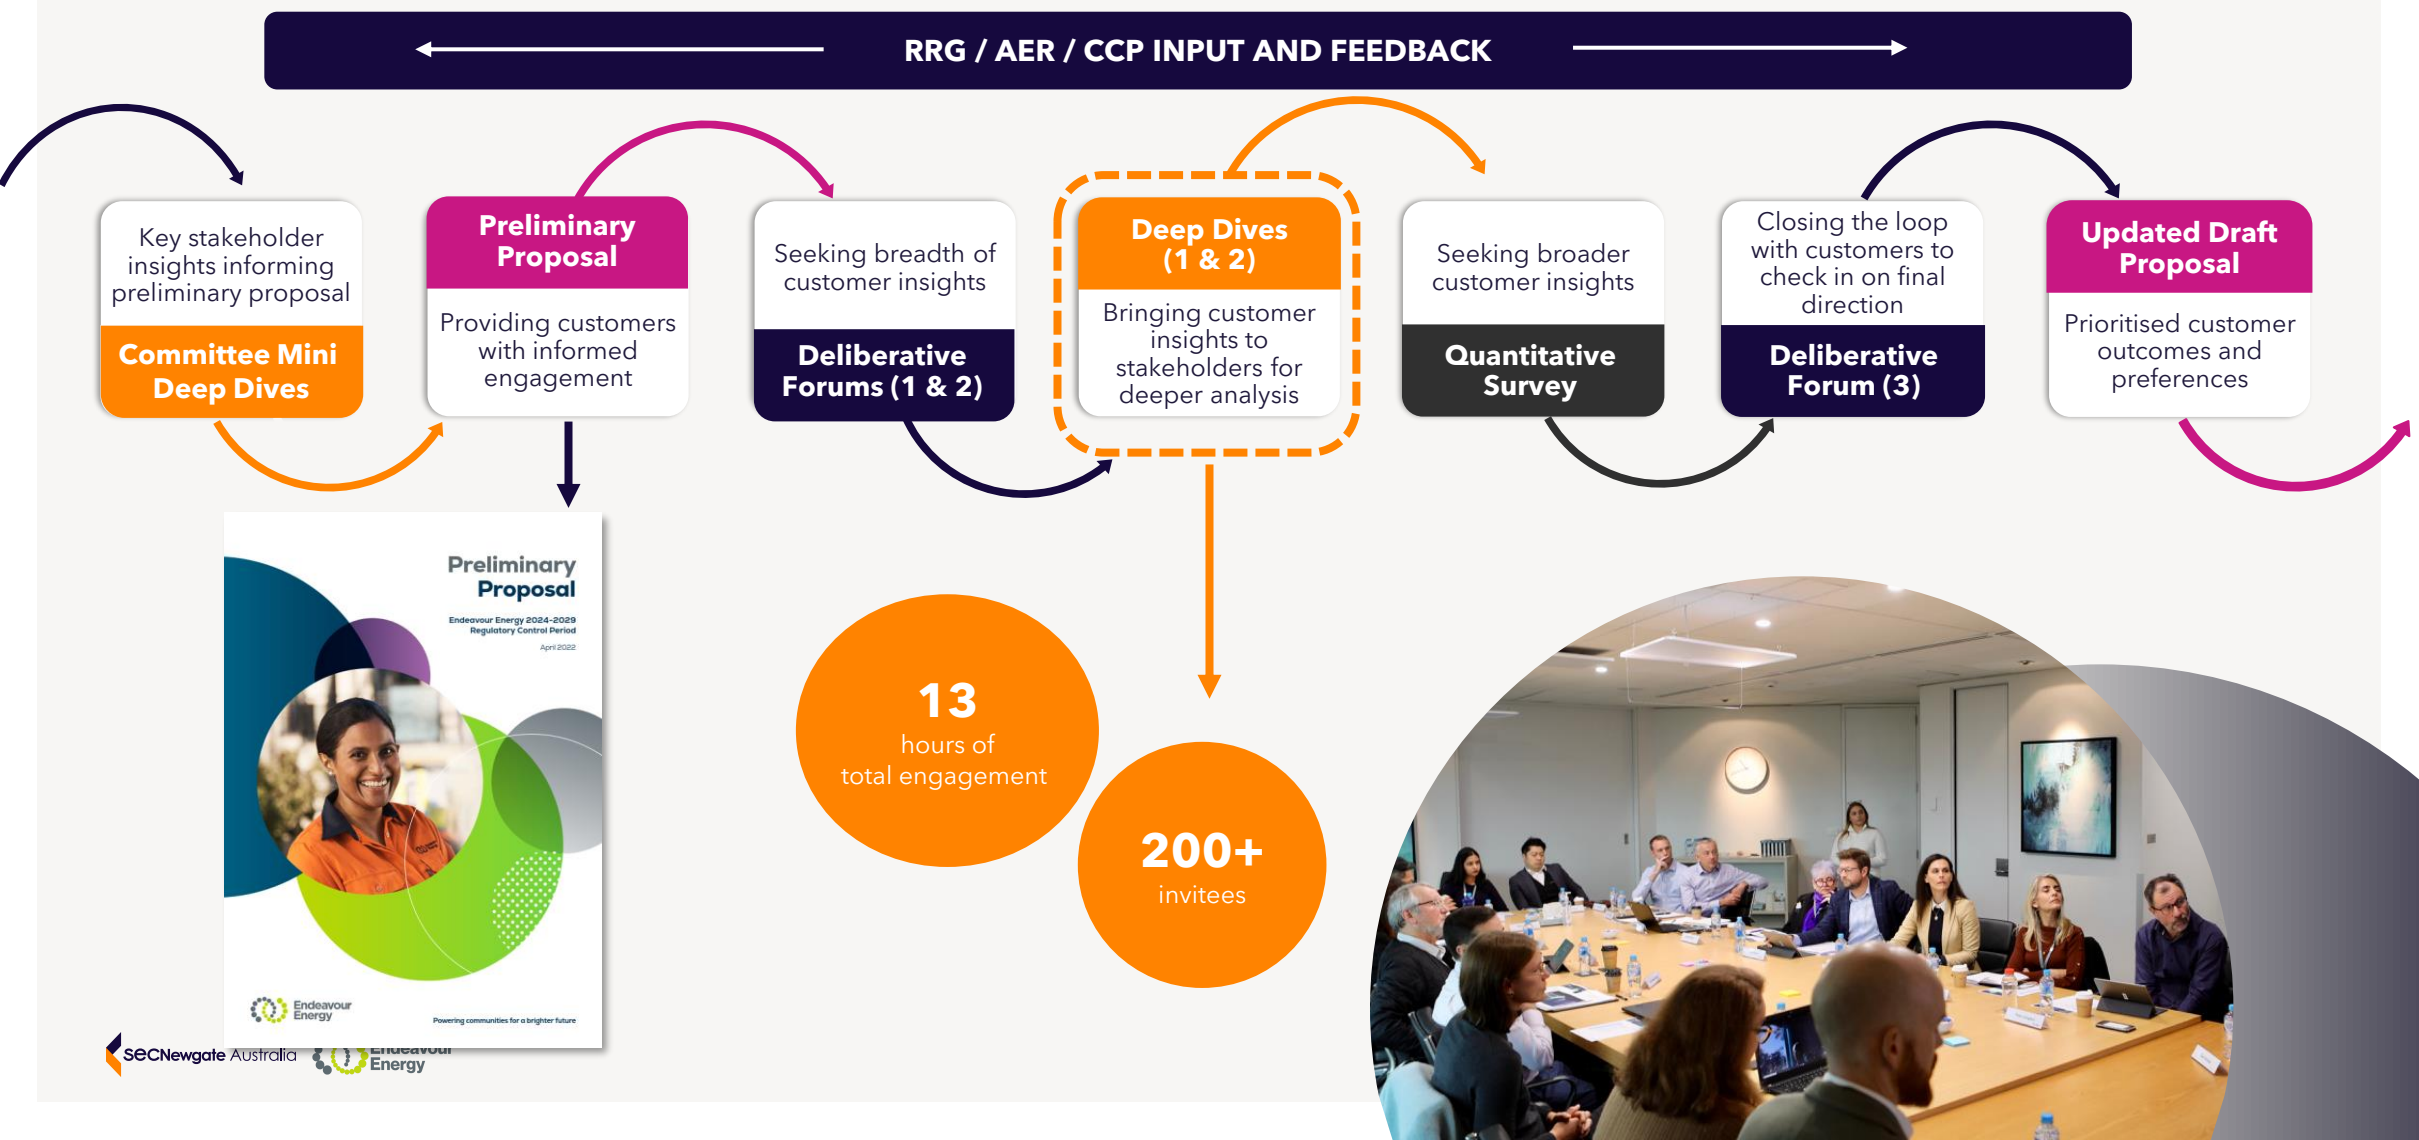 RRG / AER / CCP INPUT AND FEEDBACK
Key stakeholder
insights informing
preliminary proposal
Committee Mini
Deep Dives
Preliminary
Proposal
Providing customers
with informed
engagement
Seeking breadth of
customer insights
Deliberative
Forums (1 & 2)
Deep Dives
(1 & 2)
Bringing customer
insights to
stakeholders for
deeper analysis
Seeking broader
customer insights
Quantitative
Survey
Closing the loop
with customers to
check in on final
direction
Deliberative
Forum (3)
Updated Draft
Proposal
Prioritised customer
outcomes and
preferences
Preliminary
Proposal
Endeavour Energy 2024-2029
Regulatory Control Period
April 2022
Endeavour
Energy
Powering communities for a brighter future
13
hours of
total engagement
200+
invitees
SECNewgate Australia
Endeavour
Energy